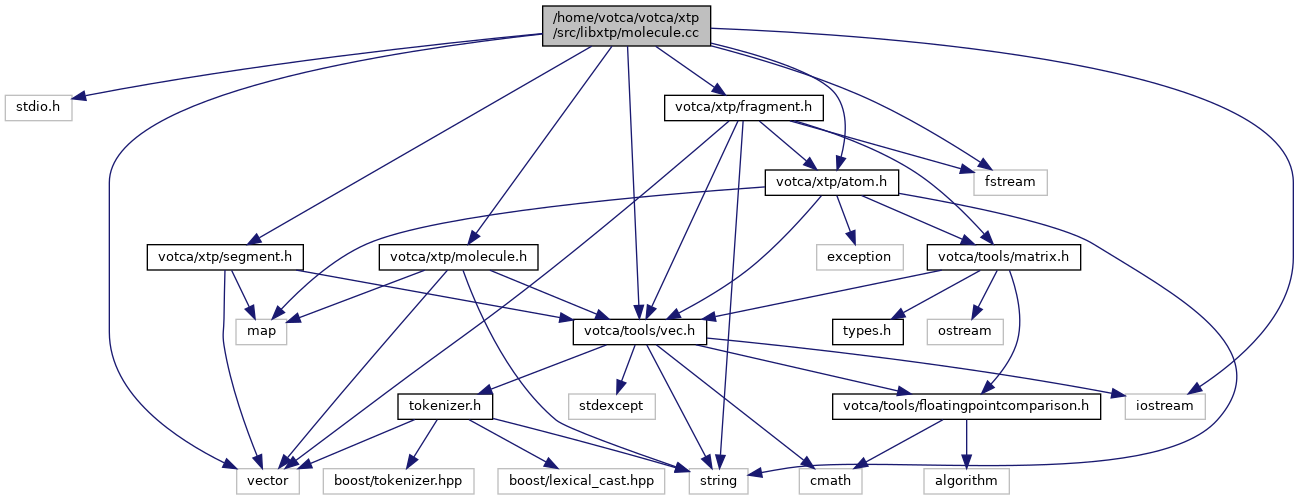 /home/votca/votca/xtp
/src/libxtp/molecule.cc
stdio.h
votca/xtp/fragment.h
votca/xtp/atom.h
fstream
votca/xtp/segment.h
votca/xtp/molecule.h
exception
votca/tools/matrix.h
map
votca/tools/vec.h
types.h
ostream
tokenizer.h
stdexcept
votca/tools/floatingpointcomparison.h
iostream
vector
boost/tokenizer.hpp
boost/lexical_cast.hpp
string
cmath
algorithm